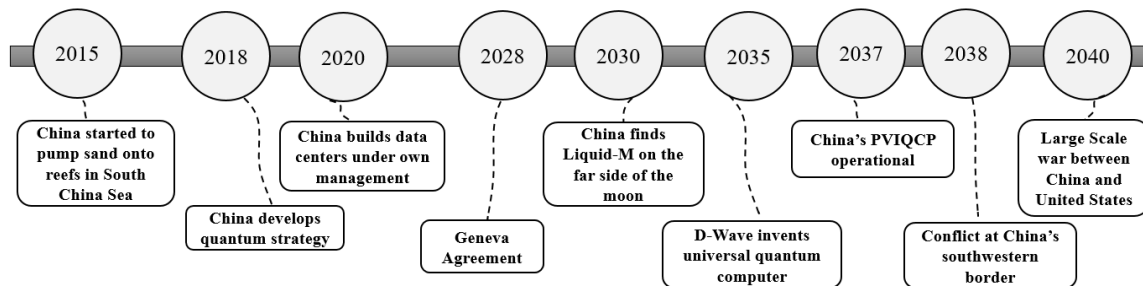 2015
2018
2020
2028
2030
2035
2037
2038
2040
China started to
pump sand onto
reefs in South
China Sea
China develops
quantum strategy
China builds data
centers under own
management
Geneva
Agreement
China finds
Liquid-M on the
far side of the
moon
D-Wave invents
universal quantum
computer
China’s PVIQCP
operational
Conflict at China’s
southwestern
border
Large Scale
war between
China and
United States